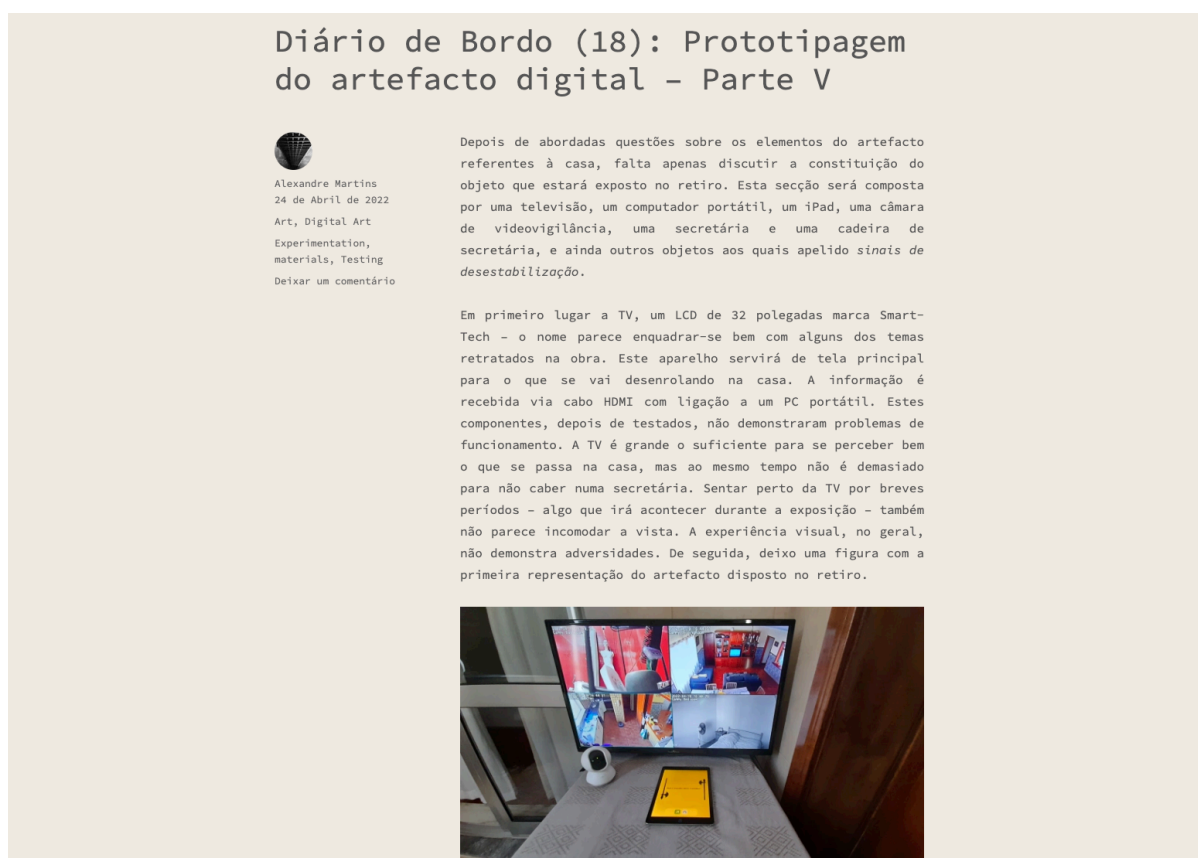 Diário de Bordo (18): Prototipagem
do artefacto digital – Parte V
Alexandre Martins
24 de Abril de 2022
Art, Digital Art
Experimentation,
materials, Testing
Deixar um comentário
Depois de abordadas questões sobre os elementos do artefacto
referentes à casa, falta apenas discutir a constituição do
objeto que estará exposto no retiro. Esta secção será composta
por uma televisão, um computador portátil, um iPad, uma câmara
de videovigilância, uma secretária e uma cadeira de
secretária, e ainda outros objetos aos quais apelido sinais de
desestabilização.
Em primeiro lugar a TV, um LCD de 32 polegadas marca Smart-
Tech – o nome parece enquadrar-se bem com alguns dos temas
retratados na obra. Este aparelho servirá de tela principal
para o que se vai desenrolando na casa. A informação é
recebida via cabo HDMI com ligação a um PC portátil. Estes
componentes, depois de testados, não demonstraram problemas de
funcionamento. A TV é grande o suficiente para se perceber bem
o que se passa na casa, mas ao mesmo tempo não é demasiado
para não caber numa secretária. Sentar perto da TV por breves
períodos – algo que irá acontecer durante a exposição – também
não parece incomodar a vista. A experiência visual, no geral,
não demonstra adversidades. De seguida, deixo uma figura com a
primeira representação do artefacto disposto no retiro.